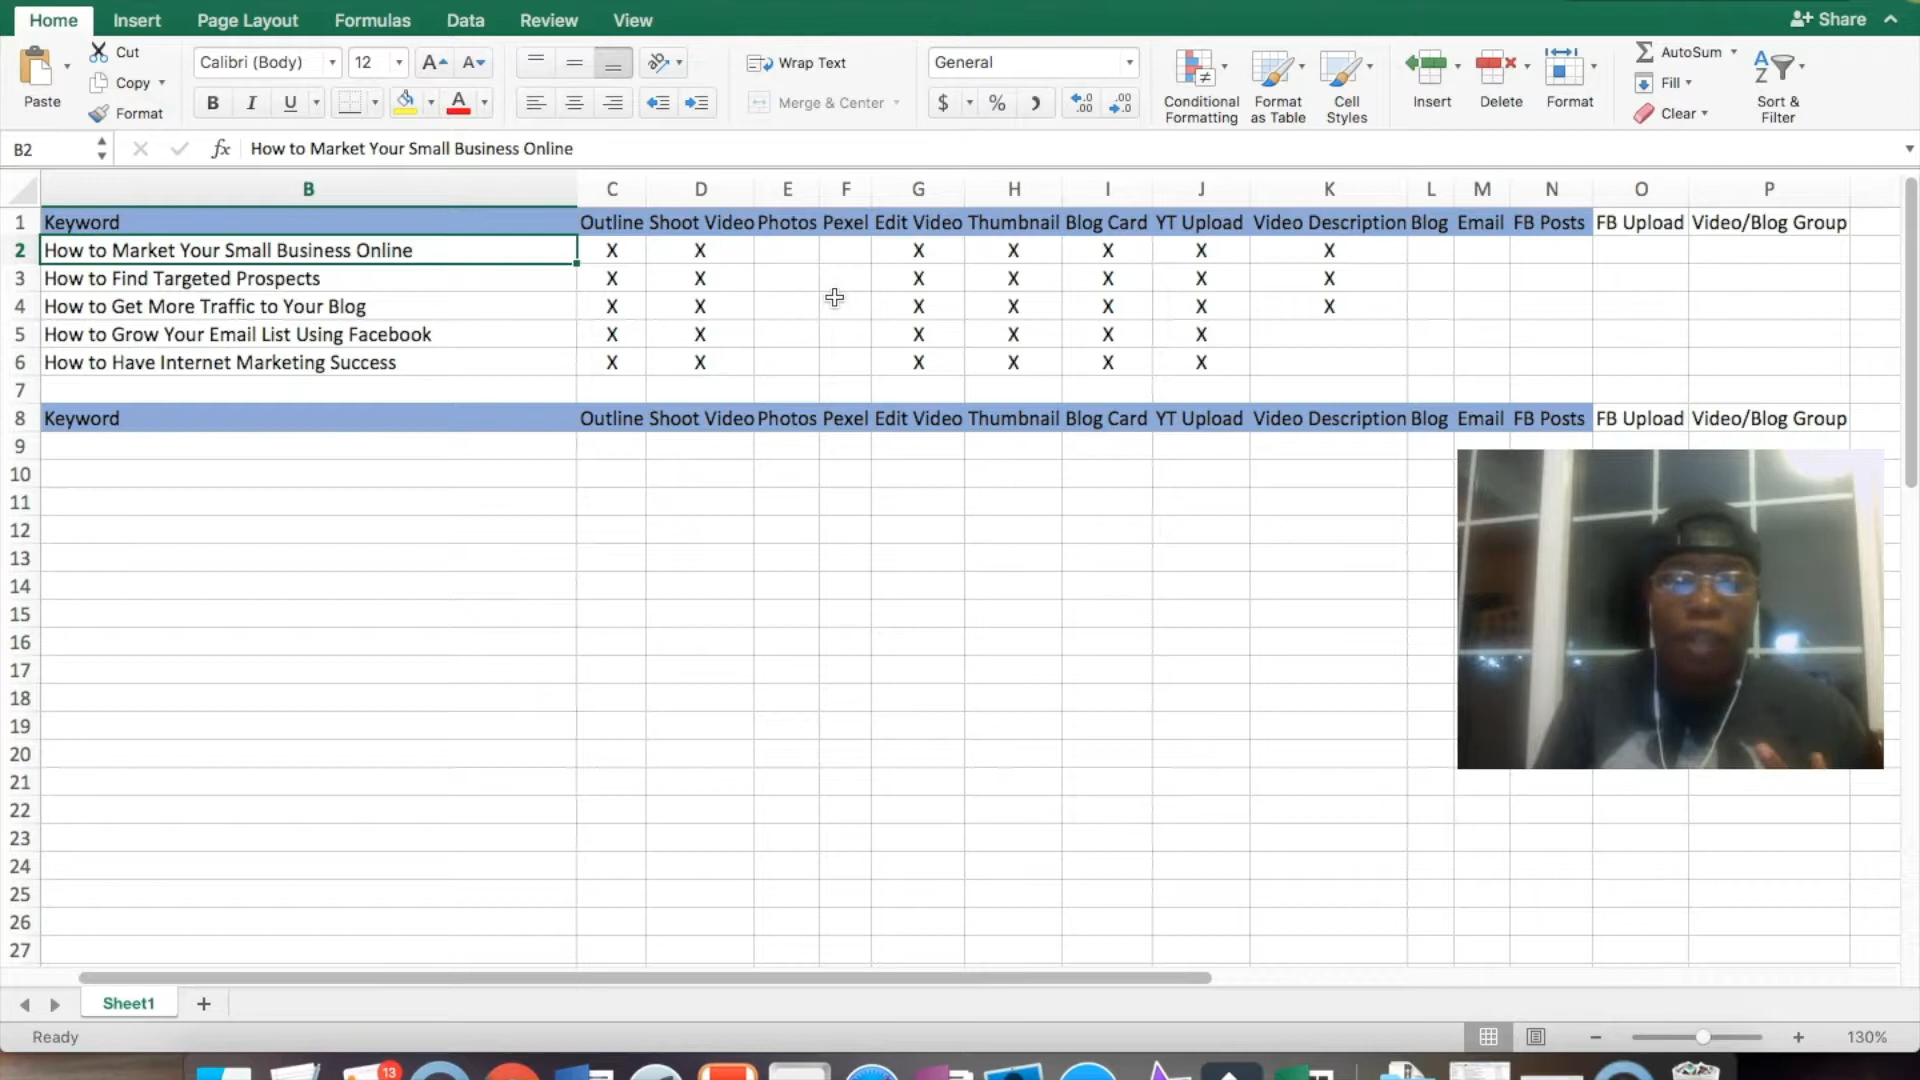 Home Insert Page Layout Formulas Data Review View Share
Cut
Copy
Format
Paste
Calibri (Body) 12 A A
B I U A
Wrap Text
Merge & Center
General
$ % .0 .00 .00 .0
Conditional Formatting
Format as Table
Cell Styles
Insert Delete Format
AutoSum
Fill
Clear
A Z
Sort & Filter
B2 fx How to Market Your Small Business Online
B C D E F G H I J K L M N O P
1 Keyword Outline Shoot Video Photos Pexel Edit Video Thumbnail Blog Card YT Upload Video Description Blog Email FB Posts FB Upload Video/Blog Group
2 How to Market Your Small Business Online X X X X X X X
3 How to Find Targeted Prospects X X X X X X X
4 How to Get More Traffic to Your Blog X X X X X X X
5 How to Grow Your Email List Using Facebook X X X X X X
6 How to Have Internet Marketing Success X X X X X X
7
8 Keyword Outline Shoot Video Photos Pexel Edit Video Thumbnail Blog Card YT Upload Video Description Blog Email FB Posts FB Upload Video/Blog Group
9
10
11
12
13
14
15
16
17
18
19
20
21
22
23
24
25
26
27
Sheet1 +
Ready 130%
13